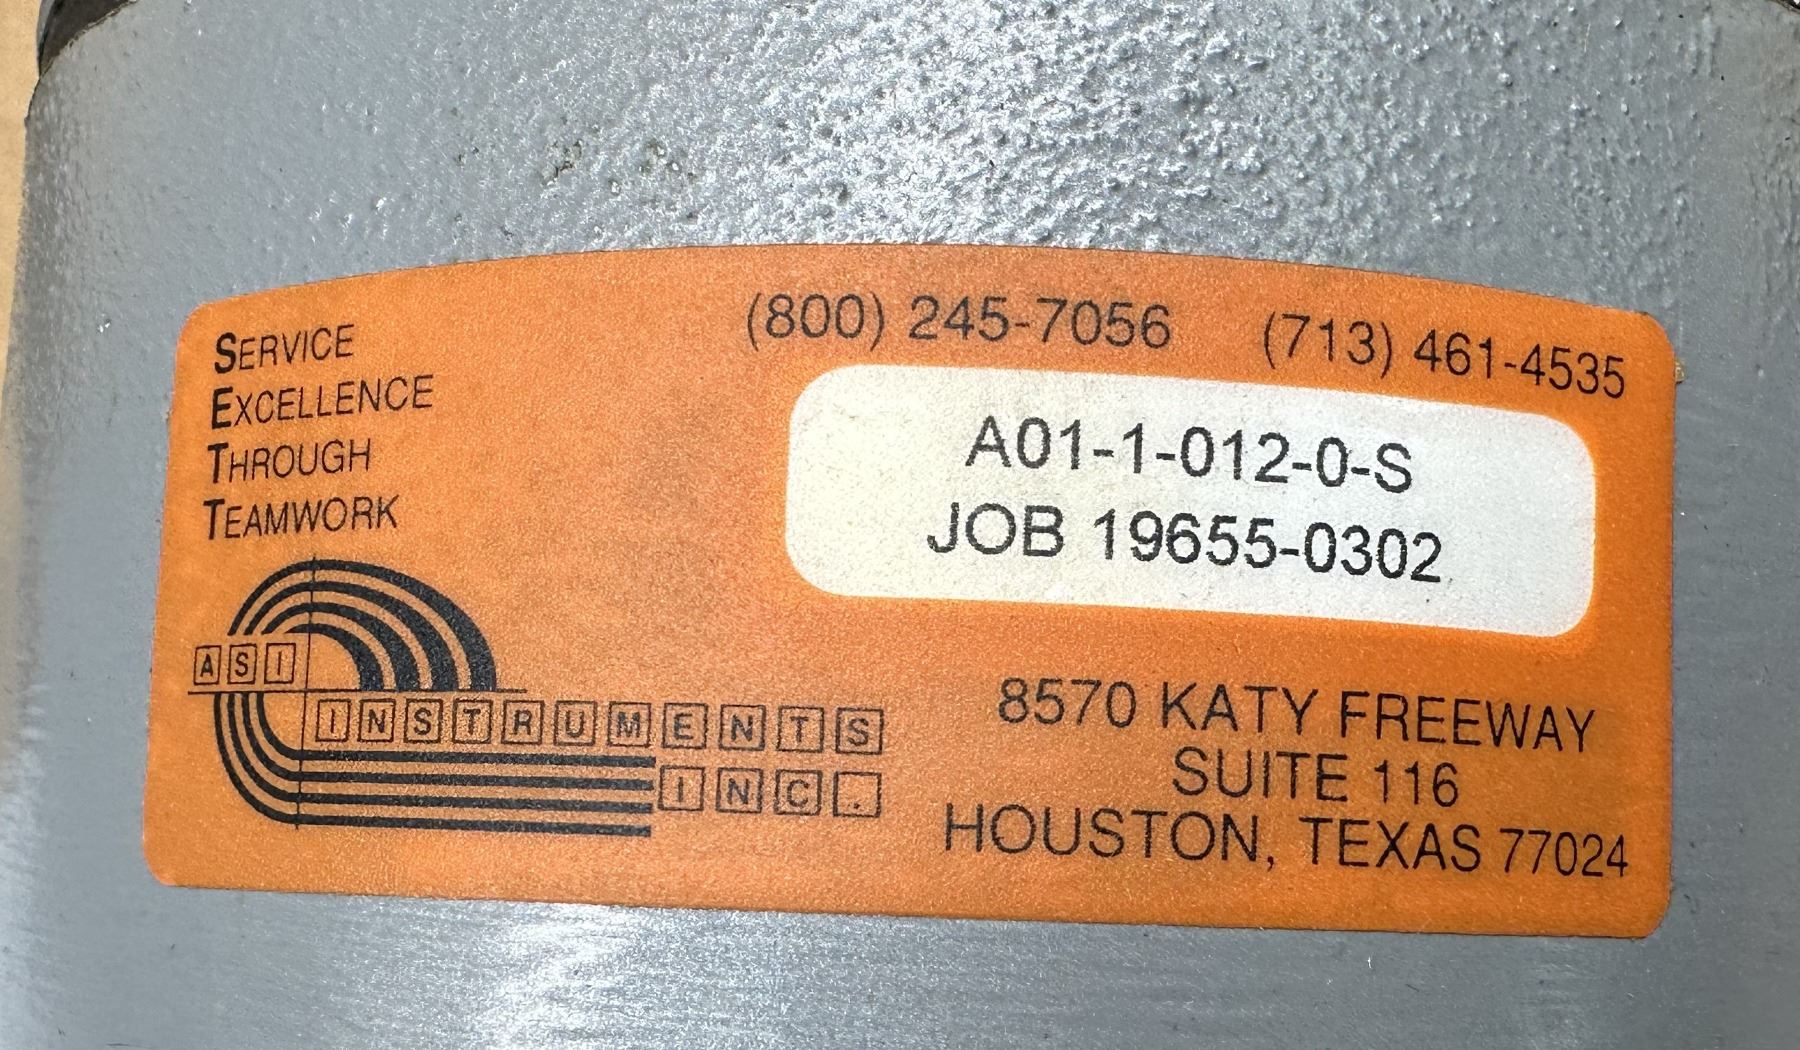 (800) 245-7056 (713) 461-4535
SERVICE
EXCELLENCE
THROUGH
TEAMWORK
A01-1-012-0-S
JOB 19655-0302
ASI
INSTRUMENTS
INC.
8570 KATY FREEWAY
SUITE 116
HOUSTON, TEXAS 77024